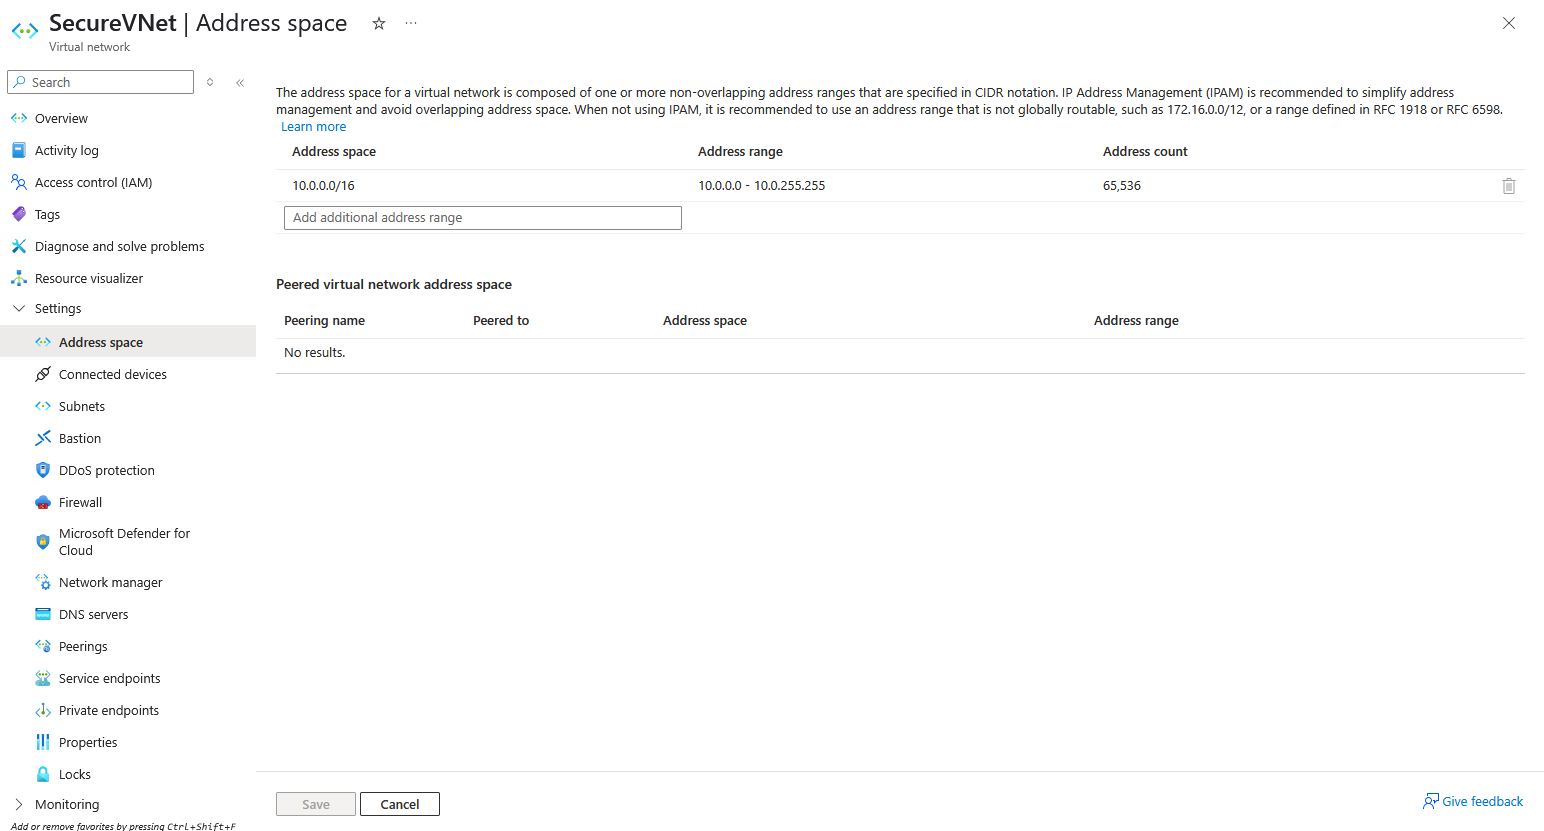 SecureVNet | Address space
Virtual network
Search
Overview
Activity log
Access control (IAM)
Tags
Diagnose and solve problems
Resource visualizer
Settings
Address space
Connected devices
Subnets
Bastion
DDoS protection
Firewall
Microsoft Defender for
Cloud
Network manager
DNS servers
Peerings
Service endpoints
Private endpoints
Properties
Locks
Monitoring
Add or remove favorites by pressing Ctrl+Shift+F
The address space for a virtual network is composed of one or more non-overlapping address ranges that are specified in CIDR notation. IP Address Management (IPAM) is recommended to simplify address
management and avoid overlapping address space. When not using IPAM, it is recommended to use an address range that is not globally routable, such as 172.16.0.0/12, or a range defined in RFC 1918 or RFC 6598.
Learn more
Address space Address range Address count
10.0.0.0/16 10.0.0.0 - 10.0.255.255 65,536
Add additional address range
Peered virtual network address space
Peering name Peered to Address space Address range
No results.
Save Cancel
Give feedback